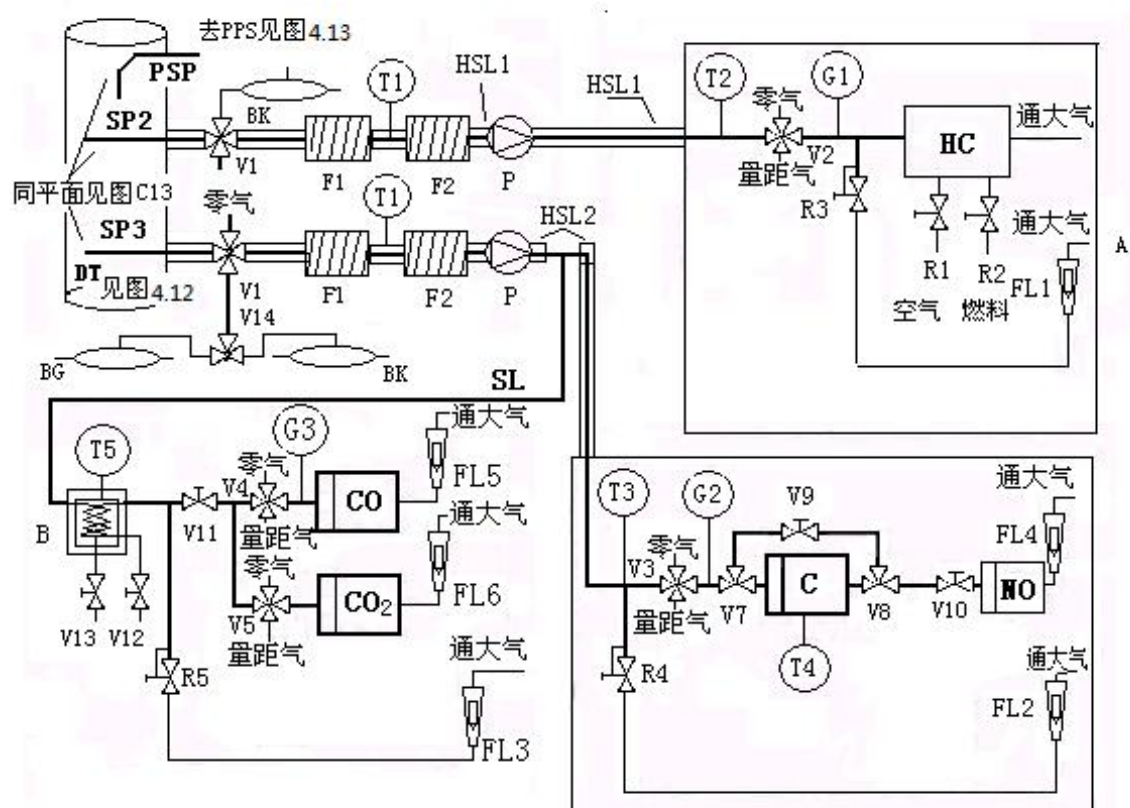 去PPS见图4.13
PSP
SP2
BK
V1
T1
F1
F2
HSL1
P
HSL1
T2
零气
量距气
V2
G1
HC
通大气
R3
R1
空气
R2
燃料
通大气
FL1
A
同平面见图C13
零气
SP3
DT见图4.12
V1
V14
T1
F1
F2
P
HSL2
BG
BK
SL
T5
B
V13
V12
V11
V4
零气
量距气
G3
CO
通大气
FL5
零气
V5
量距气
CO₂
通大气
FL6
R5
通大气
FL3
T3
V3
零气
量距气
G2
V9
V7
C
V8
T4
V10
NO
通大气
FL4
R4
通大气
FL2